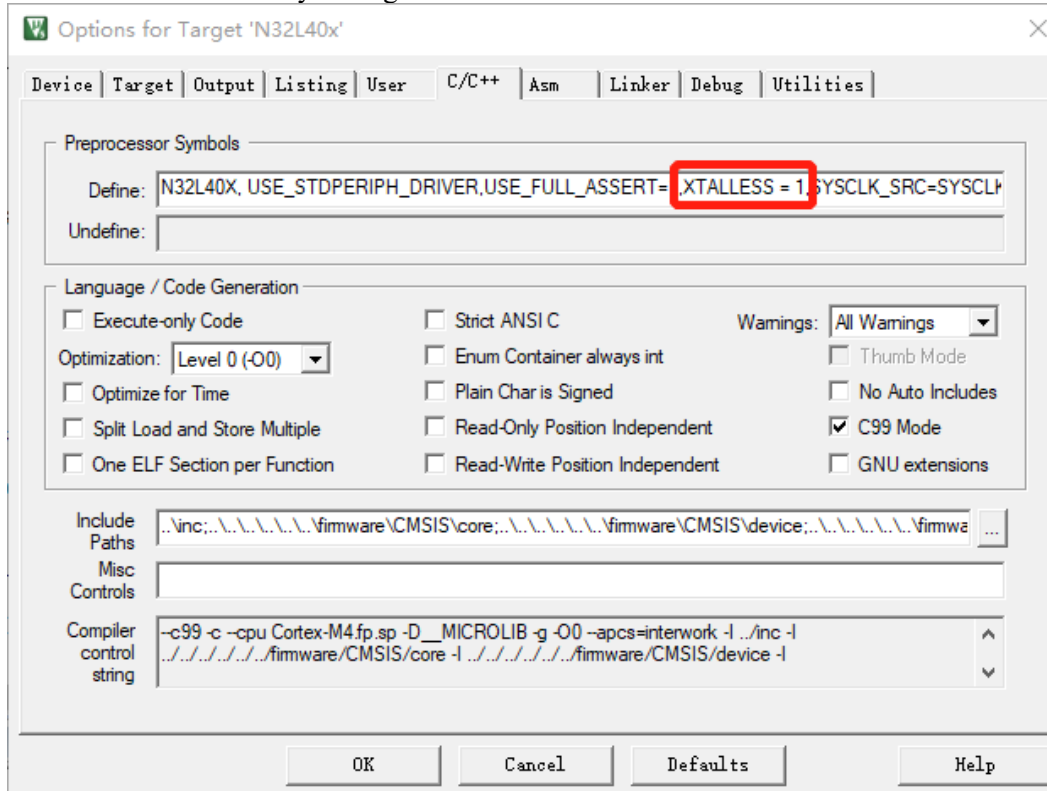 Options for Target 'N32L40x'
Device Target Output Listing User C/C++ Asm Linker Debug Utilities
Preprocessor Symbols
Define: N32L40X, USE_STDPERIPH_DRIVER,USE_FULL_ASSERT= ,XTALLESS = 1, SYSCLK_SRC=SYSCLK
Undefine:
Language / Code Generation
Execute-only Code Strict ANSI C Warnings: All Warnings
Optimization: Level 0 (-O0) Enum Container always int Thumb Mode
Optimize for Time Plain Char is Signed No Auto Includes
Split Load and Store Multiple Read-Only Position Independent C99 Mode
One ELF Section per Function Read-Write Position Independent GNU extensions
Include Paths ..\inc;..\..\..\..\..\..\firmware\CMSIS\core;..\..\..\..\..\..\firmware\CMSIS\device;..\..\..\..\..\..\firmwa ...
Misc Controls
Compiler control string --c99 -c --cpu Cortex-M4.fp.sp -D__MICROLIB -g -O0 --apcs=interwork -I ../inc -I
../../../../../../firmware/CMSIS/core -I ../../../../../../firmware/CMSIS/device -I
OK Cancel Defaults Help